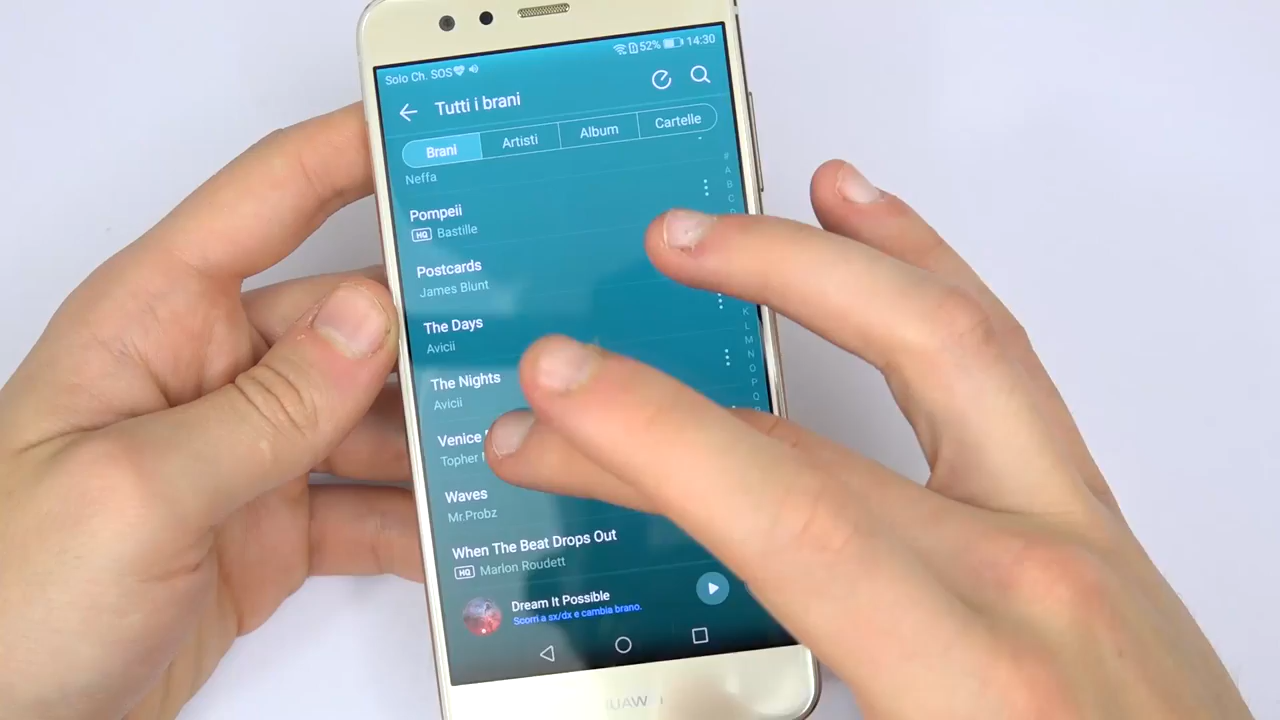 Solo Ch. SOS 52% 14:30
Tutti i brani
Brani Artisti Album Cartelle
Neffa
Pompeii
HQ Bastille
Postcards
James Blunt
The Days
Avicii
The Nights
Avicii
Venice
Topher
Waves
Mr.Probz
When The Beat Drops Out
HQ Marlon Roudett
Dream It Possible
Scorri a sx/dx e cambia brano.
#
A
B
C
K
L
M
N
O
P
Q